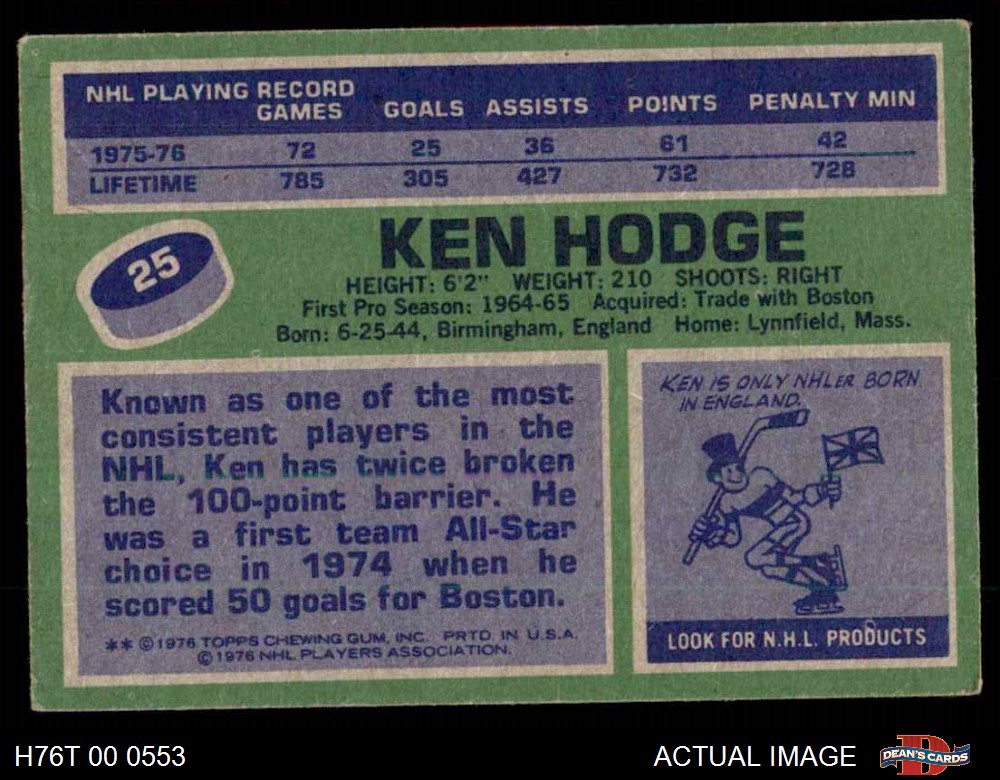 NHL PLAYING RECORD
GAMES GOALS ASSISTS POINTS PENALTY MIN
1975-76 72 25 36 61 42
LIFETIME 785 305 427 732 728
25
KEN HODGE
HEIGHT: 6'2" WEIGHT: 210 SHOOTS: RIGHT
First Pro Season: 1964-65 Acquired: Trade with Boston
Born: 6-25-44, Birmingham, England Home: Lynnfield, Mass.
Known as one of the most
consistent players in the
NHL, Ken has twice broken
the 100-point barrier. He
was a first team All-Star
choice in 1974 when he
scored 50 goals for Boston.
** ©1976 TOPPS CHEWING GUM, INC. PRTD. IN U.S.A.
©1976 NHL PLAYERS ASSOCIATION.
KEN IS ONLY NHLER BORN
IN ENGLAND.
LOOK FOR N.H.L. PRODUCTS
H76T 00 0553
ACTUAL IMAGE
DEAN'S CARDS